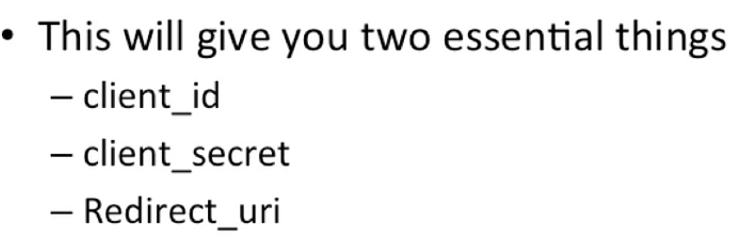 • This will give you two essential things
– client_id
– client_secret
– Redirect_uri